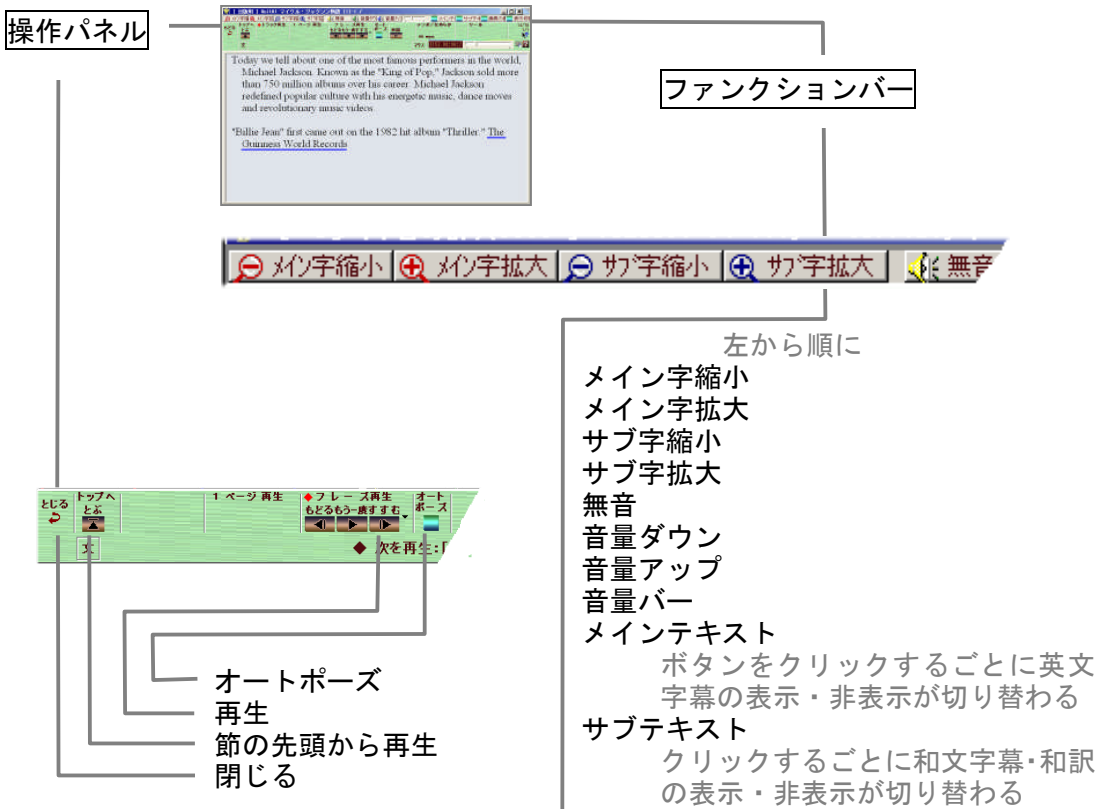 操作パネル
Today we tell about one of the most famous performers in the world,
Michael Jackson. Known as the "King of Pop," Jackson sold more
than 750 million albums over his career. Michael Jackson
redefined popular culture with his energetic music, dance moves
and revolutionary music videos.
"Billie Jean" first came out on the 1982 hit album "Thriller." The
Guinness World Records
ファンクションバー
メイン字縮小 メイン字拡大 サブ字縮小 サブ字拡大 無音
左から順に
メイン字縮小
メイン字拡大
サブ字縮小
サブ字拡大
無音
音量ダウン
音量アップ
音量バー
メインテキスト
ボタンをクリックするごとに英文
字幕の表示・非表示が切り替わる
サブテキスト
クリックするごとに和文字幕・和訳
の表示・非表示が切り替わる
とじる トップへ 1 ページ 再生 ◆フレーズ再生 オート
とぶ もどる もう一度 すすむ ポーズ
文 ◆ 次を再生:
オートポーズ
再生
節の先頭から再生
閉じる